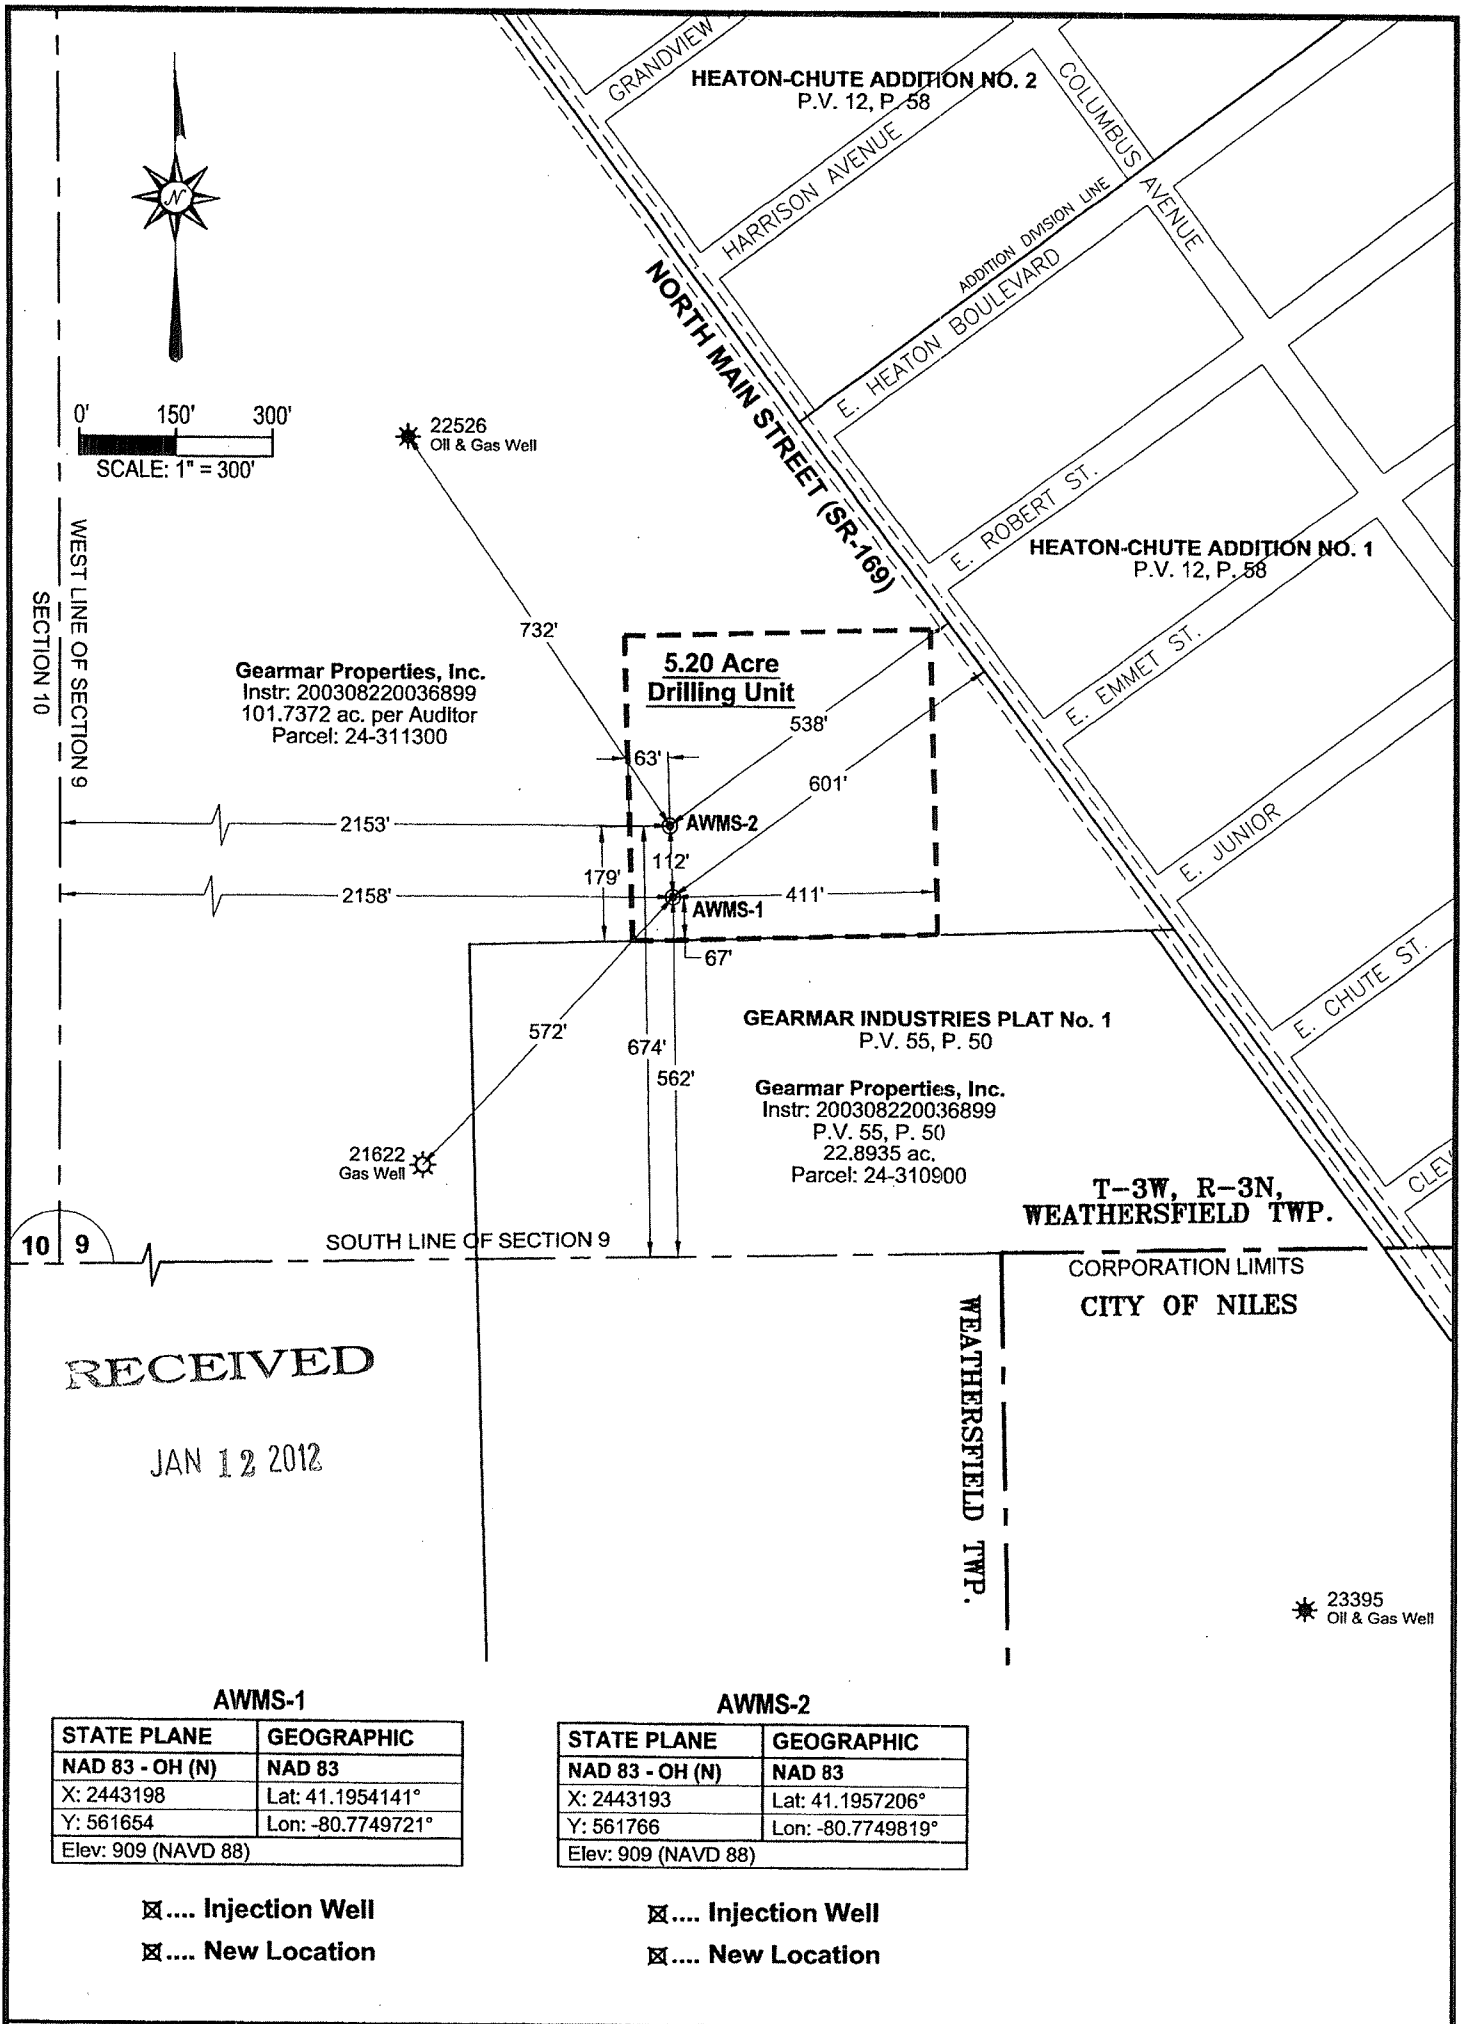 GRANDVIEW
HEATON-CHUTE ADDITION NO. 2
P.V. 12, P. 58
COLUMBUS AVENUE
HARRISON AVENUE
ADDITION DIVISION LINE
E. HEATON BOULEVARD
N
NORTH MAIN STREET (SR-169)
0' 150' 300'
SCALE: 1" = 300'
22526
Oil & Gas Well
E. ROBERT ST.
HEATON-CHUTE ADDITION NO. 1
P.V. 12, P. 58
WEST LINE OF SECTION 9
SECTION 10
732'
E. EMMET ST.
Gearmar Properties, Inc.
Instr: 200308220036899
101.7372 ac. per Auditor
Parcel: 24-311300
5.20 Acre
Drilling Unit
538'
63'
601'
2153'
AWMS-2
112'
179'
E. JUNIOR
2158'
411'
AWMS-1
67'
E. CHUTE ST.
572'
674'
562'
GEARMAR INDUSTRIES PLAT No. 1
P.V. 55, P. 50
Gearmar Properties, Inc.
Instr: 200308220036899
P.V. 55, P. 50
22.8935 ac.
Parcel: 24-310900
21622
Gas Well
CLEV
T-3W, R-3N,
WEATHERSFIELD TWP.
10 9
SOUTH LINE OF SECTION 9
CORPORATION LIMITS
CITY OF NILES
WEATHERSFIELD TWP.
RECEIVED
JAN 12 2012
23395
Oil & Gas Well
AWMS-1
STATE PLANE GEOGRAPHIC
NAD 83 - OH (N) NAD 83
X: 2443198 Lat: 41.1954141°
Y: 561654 Lon: -80.7749721°
Elev: 909 (NAVD 88)
.... Injection Well
.... New Location
AWMS-2
STATE PLANE GEOGRAPHIC
NAD 83 - OH (N) NAD 83
X: 2443193 Lat: 41.1957206°
Y: 561766 Lon: -80.7749819°
Elev: 909 (NAVD 88)
.... Injection Well
.... New Location